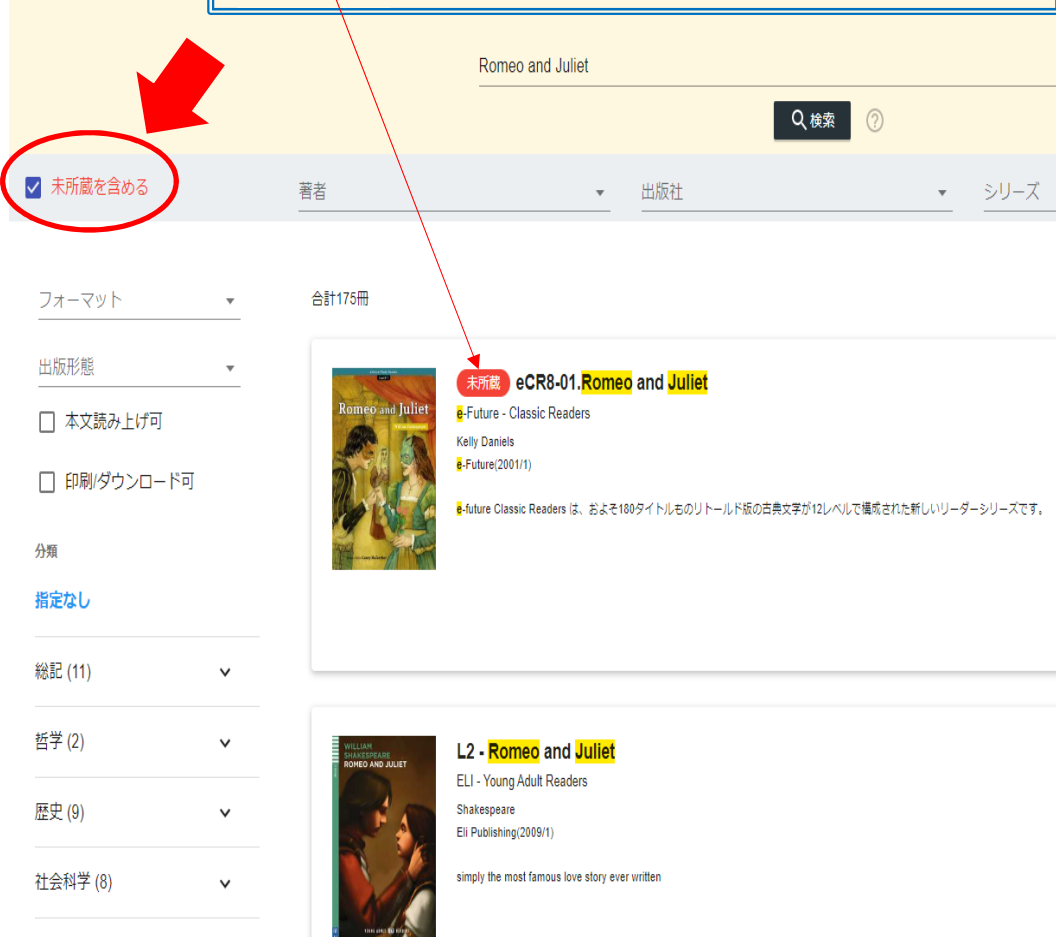 Romeo and Juliet
検索
未所蔵を含める
著者
出版社
シリーズ
フォーマット
合計175冊
出版形態
本文読み上げ可
印刷/ダウンロード可
分類
指定なし
総記 (11)
哲学 (2)
歴史 (9)
社会科学 (8)
Romeo and Juliet
未所蔵 eCR8-01.Romeo and Juliet
e-Future - Classic Readers
Kelly Daniels
e-Future(2001/1)
e-future Classic Readers は、およそ180タイトルものリトールド版の古典文学が12レベルで構成された新しいリーダーシリーズです。
WILLIAM
SHAKESPEARE
ROMEO AND JULIET
L2 - Romeo and Juliet
ELI - Young Adult Readers
Shakespeare
Eli Publishing(2009/1)
simply the most famous love story ever written